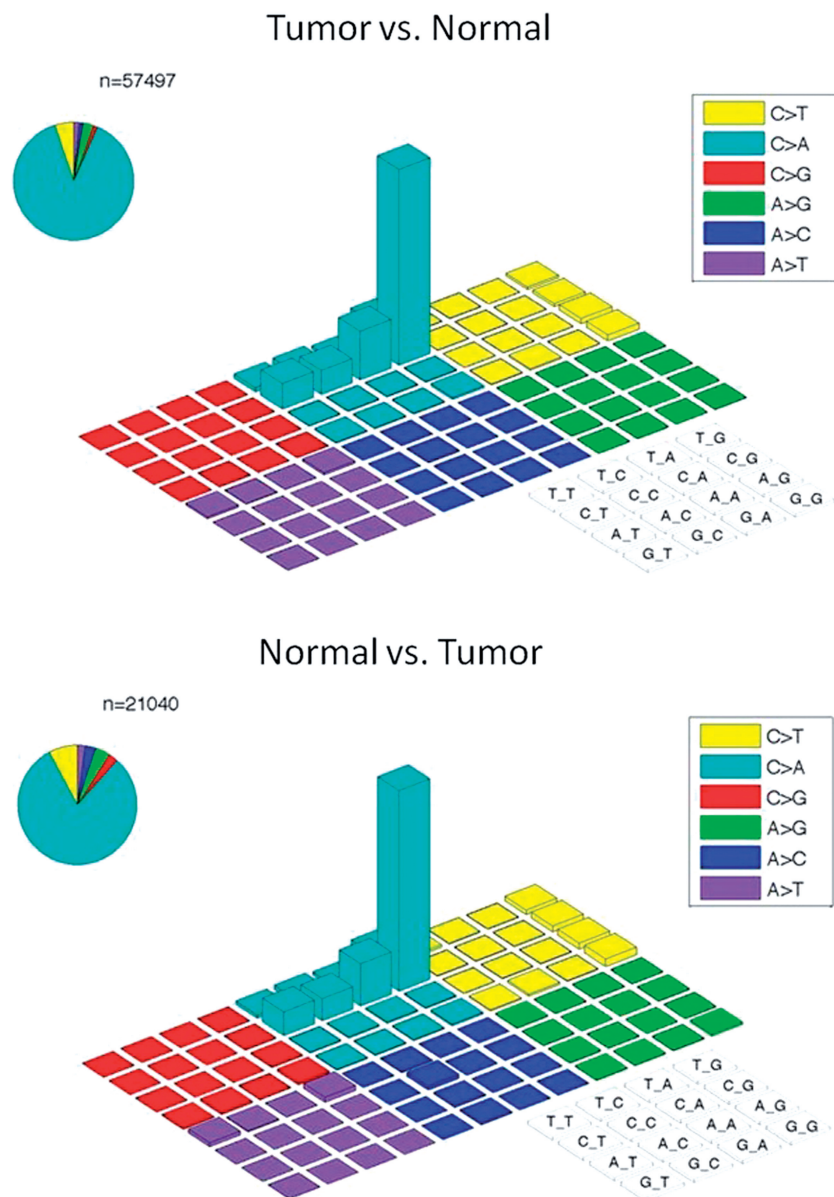 Tumor vs. Normal
n=57497
C>T
C>A
C>G
A>G
A>C
A>T
T_G
T_A C_G
T_C C_A A_G
T_T C_C A_A G_G
C_T A_C G_A
A_T G_C
G_T
Normal vs. Tumor
n=21040
C>T
C>A
C>G
A>G
A>C
A>T
T_G
T_A C_G
T_C C_A A_G
T_T C_C A_A G_G
C_T A_C G_A
A_T G_C
G_T